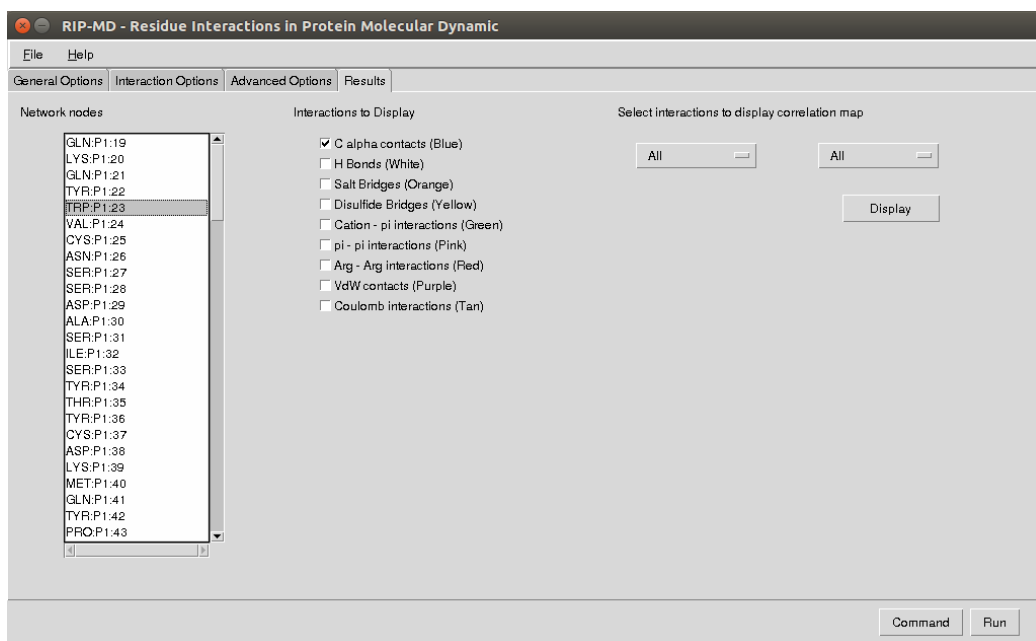 RIP-MD - Residue Interactions in Protein Molecular Dynamic
File Help
General Options Interaction Options Advanced Options Results
Network nodes
GLN:P1:19
LYS:P1:20
GLN:P1:21
TYR:P1:22
TRP:P1:23
VAL:P1:24
CYS:P1:25
ASN:P1:26
SER:P1:27
SER:P1:28
ASP:P1:29
ALA:P1:30
SER:P1:31
ILE:P1:32
SER:P1:33
TYR:P1:34
THR:P1:35
TYR:P1:36
CYS:P1:37
ASP:P1:38
LYS:P1:39
MET:P1:40
GLN:P1:41
TYR:P1:42
PRO:P1:43
Interactions to Display
C alpha contacts (Blue)
H Bonds (White)
Salt Bridges (Orange)
Disulfide Bridges (Yellow)
Cation - pi interactions (Green)
pi - pi interactions (Pink)
Arg - Arg interactions (Red)
VdW contacts (Purple)
Coulomb interactions (Tan)
Select interactions to display correlation map
All All
Display
Command Run